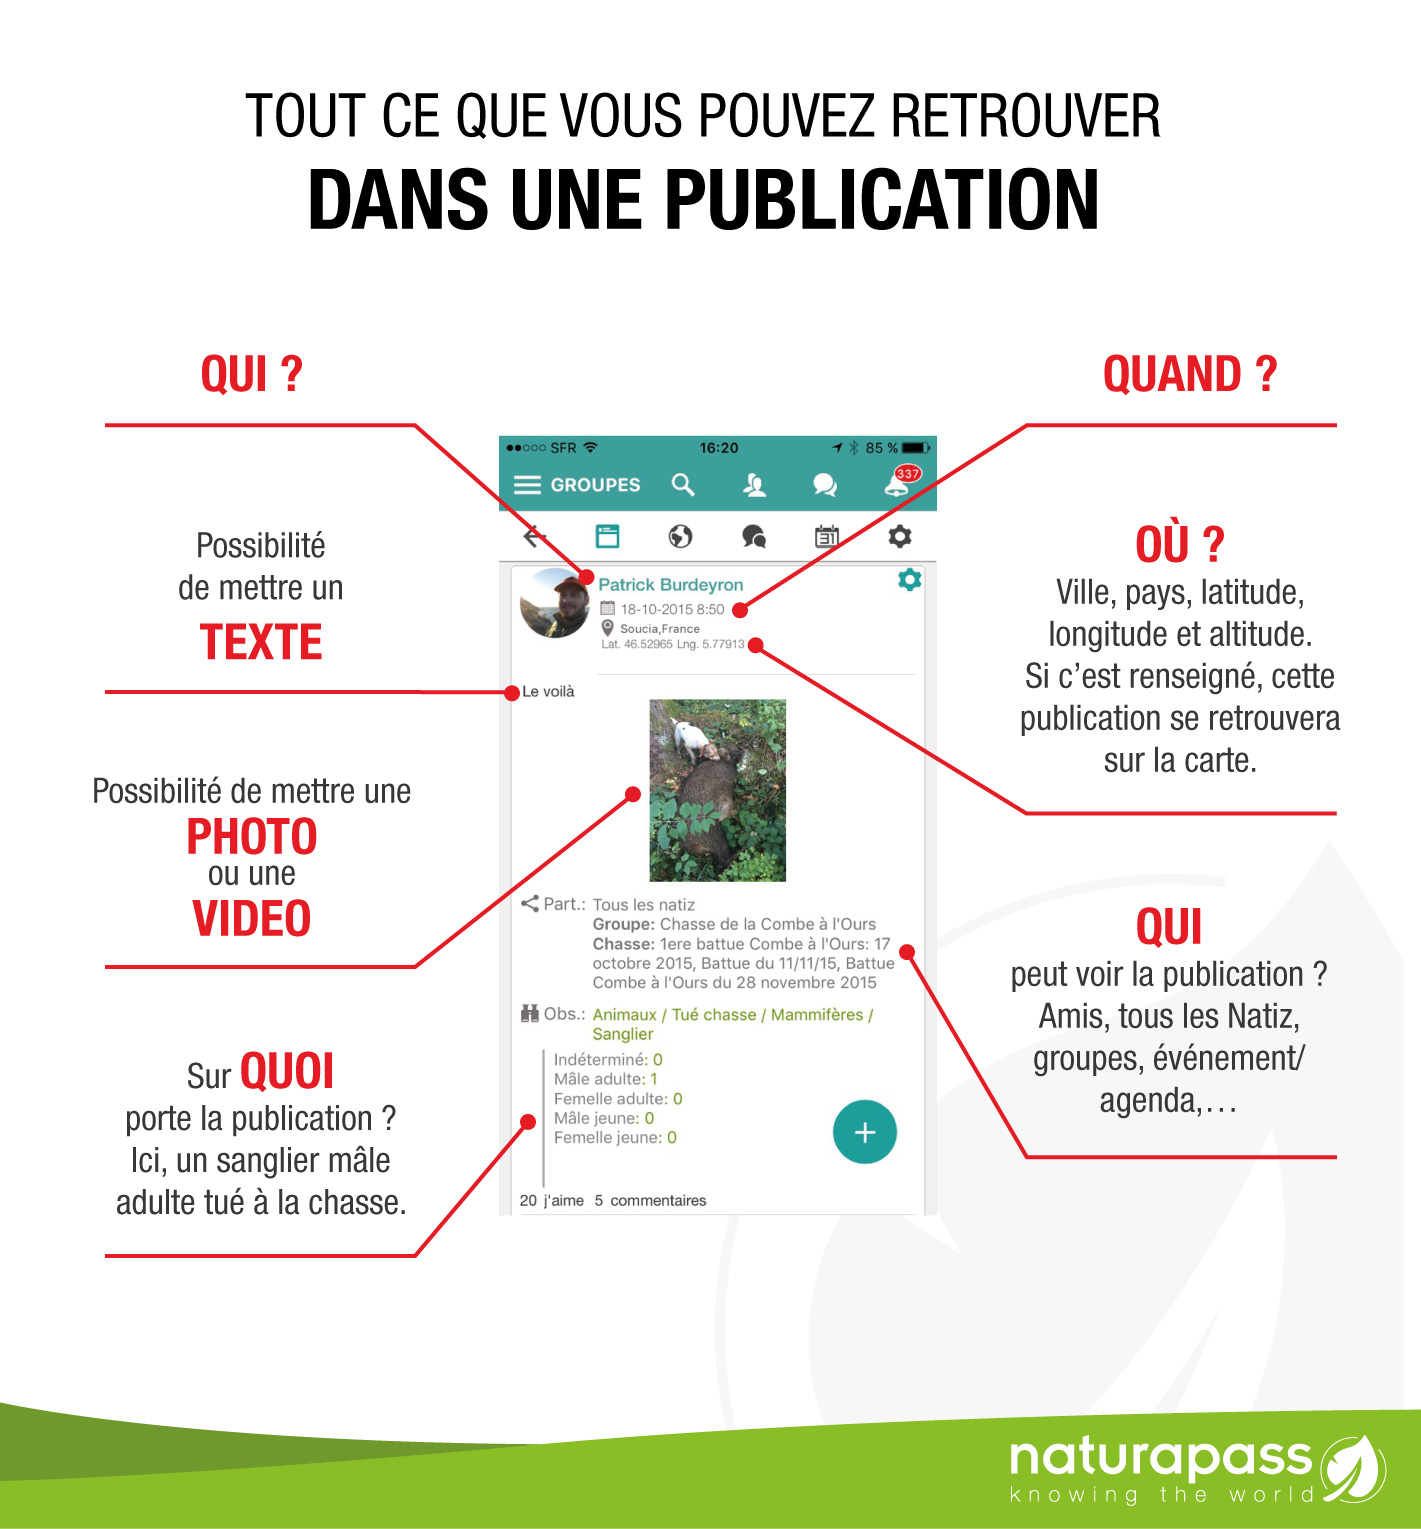 TOUT CE QUE VOUS POUVEZ RETROUVER
DANS UNE PUBLICATION
QUI ?
QUAND ?
SFR
16:20
85 %
GROUPES
337
31
Patrick Burdeyron
18-10-2015 8:50
Soucia,France
Lat. 46.52965 Lng. 5.77913
Possibilité
de mettre un
TEXTE
OÙ ?
Ville, pays, latitude,
longitude et altitude.
Si c’est renseigné, cette
publication se retrouvera
sur la carte.
Le voilà
Possibilité de mettre une
PHOTO
ou une
VIDEO
Part.: Tous les natiz
Groupe: Chasse de la Combe à l'Ours
Chasse: 1ere battue Combe à l'Ours: 17
octobre 2015, Battue du 11/11/15, Battue
Combe à l'Ours du 28 novembre 2015
QUI
peut voir la publication ?
Amis, tous les Natiz,
groupes, événement/
agenda,…
Obs.: Animaux / Tué chasse / Mammifères /
Sanglier
Indéterminé: 0
Mâle adulte: 1
Femelle adulte: 0
Mâle jeune: 0
Femelle jeune: 0
+
Sur QUOI
porte la publication ?
Ici, un sanglier mâle
adulte tué à la chasse.
20 j'aime 5 commentaires
naturapass
knowing the world